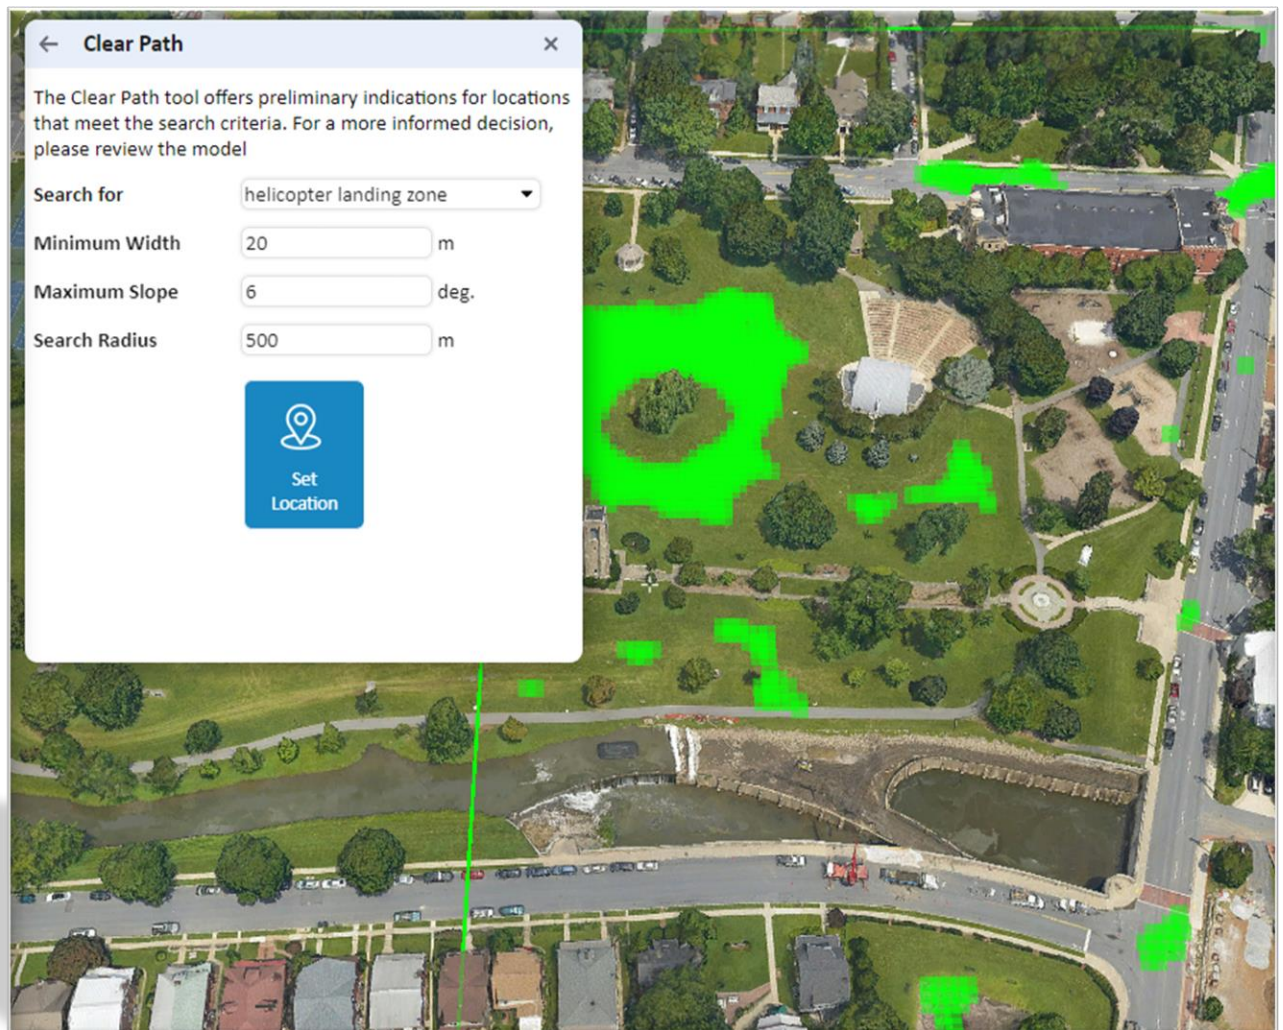 Clear Path
The Clear Path tool offers preliminary indications for locations
that meet the search criteria. For a more informed decision,
please review the model
Search for helicopter landing zone
Minimum Width 20 m
Maximum Slope 6 deg.
Search Radius 500 m
Set
Location